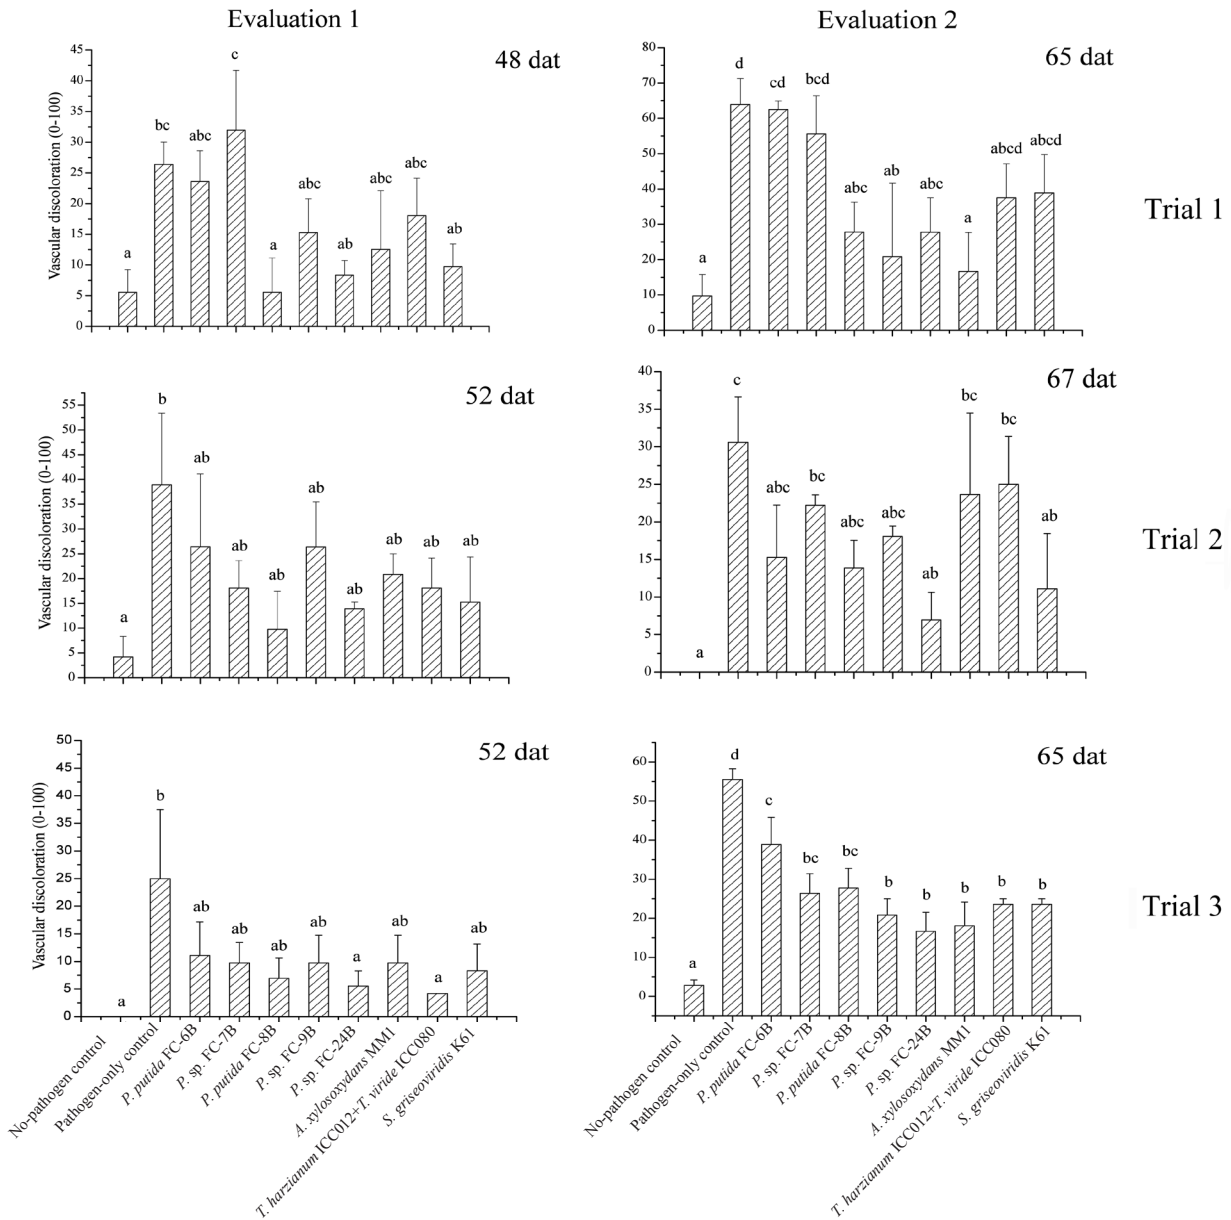 Evaluation 1
Evaluation 2
48 dat
Vascular discoloration (0-100)
45
40
35
30
25
20
15
10
5
0
a
bc
abc
c
a
abc
ab
abc
abc
ab
65 dat
80
70
60
50
40
30
20
10
0
a
d
cd
bcd
abc
ab
abc
a
abcd
abcd
Trial 1
52 dat
Vascular discoloration (0-100)
55
50
45
40
35
30
25
20
15
10
5
0
a
b
ab
ab
ab
ab
ab
ab
ab
ab
67 dat
40
35
30
25
20
15
10
5
0
a
c
abc
bc
abc
abc
ab
bc
bc
ab
Trial 2
52 dat
Vascular discoloration (0-100)
50
45
40
35
30
25
20
15
10
5
0
a
b
ab
ab
ab
ab
a
ab
a
ab
No-pathogen control
Pathogen-only control
P. putida FC-6B
P. sp. FC-7B
P. putida FC-8B
P. sp. FC-9B
P. sp. FC-24B
A. xylosoxydans MM1
T. harzianum ICC012+T. viride ICC080
S. griseoviridis K61
65 dat
60
50
40
30
20
10
0
a
d
c
bc
bc
b
b
b
b
b
No-pathogen control
Pathogen-only control
P. putida FC-6B
P. sp. FC-7B
P. putida FC-8B
P. sp. FC-9B
P. sp. FC-24B
A. xylosoxydans MM1
T. harzianum ICC012+T. viride ICC080
S. griseoviridis K61
Trial 3